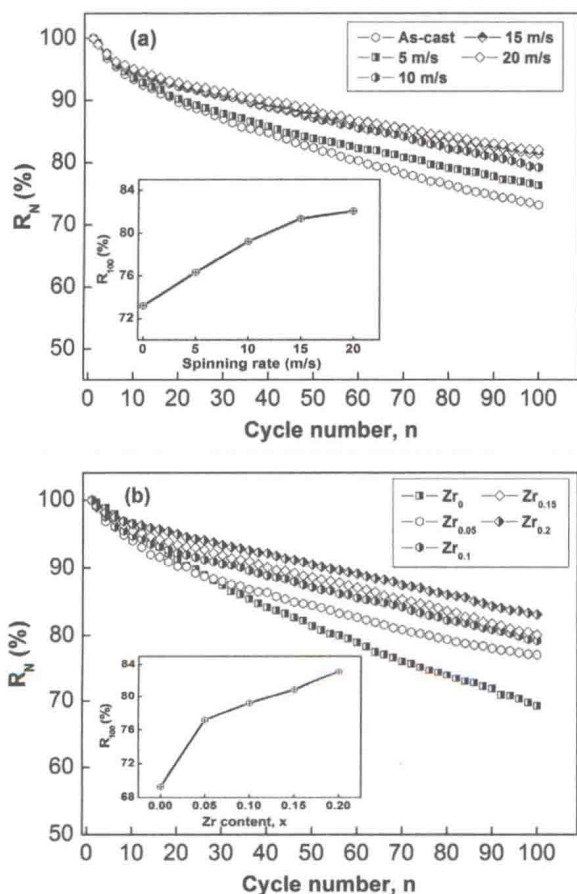 (a)
As-cast
15 m/s
5 m/s
20 m/s
10 m/s
100
90
80
70
60
50
R_N (%)
84
80
76
72
R_100 (%)
0 5 10 15 20
Spinning rate (m/s)
0 10 20 30 40 50 60 70 80 90 100
Cycle number, n
(b)
Zr_0
Zr_0.15
Zr_0.05
Zr_0.2
Zr_0.1
100
90
80
70
60
50
R_N (%)
84
80
76
72
68
R_100 (%)
0.00 0.05 0.10 0.15 0.20
Zr content, x
0 10 20 30 40 50 60 70 80 90 100
Cycle number, n